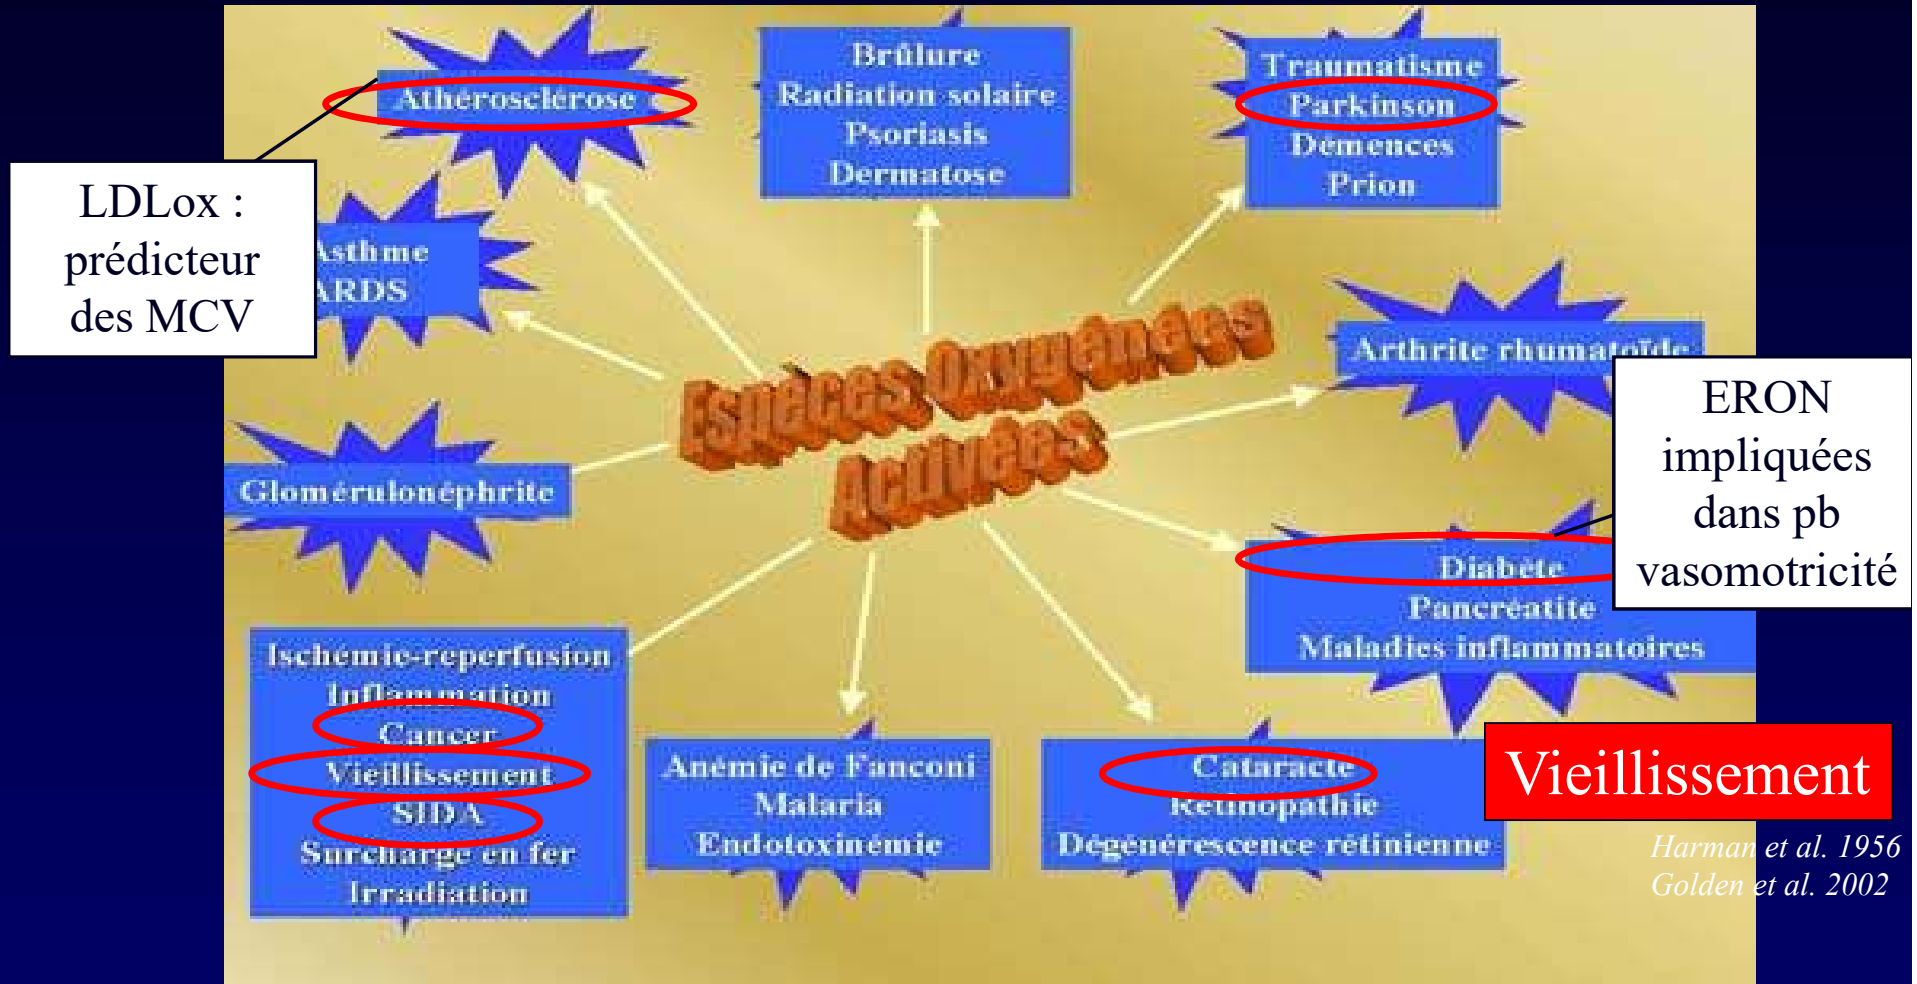 Athérosclérose
Brûlure
Radiation solaire
Psoriasis
Dermatose
Traumatisme
Parkinson
Démences
Prion
LDLox :
prédicteur
des MCV
Asthme
ARDS
Espèces Oxygénées
Activées
Arthrite rhumatoïde
ERON
impliquées
dans pb
vasomotricité
Glomérulonéphrite
Diabète
Pancréatite
Maladies inflammatoires
Ischémie-reperfusion
Inflammation
Cancer
Vieillissement
SIDA
Surcharge en fer
Irradiation
Anémie de Fanconi
Malaria
Endotoxinémie
Cataracte
Rétinopathie
Dégénérescence rétinienne
Vieillissement
Harman et al. 1956
Golden et al. 2002